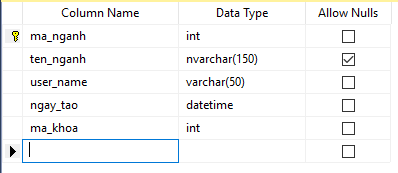 Column Name Data Type Allow Nulls
ma_nganh int
ten_nganh nvarchar(150)
user_name varchar(50)
ngay_tao datetime
ma_khoa int